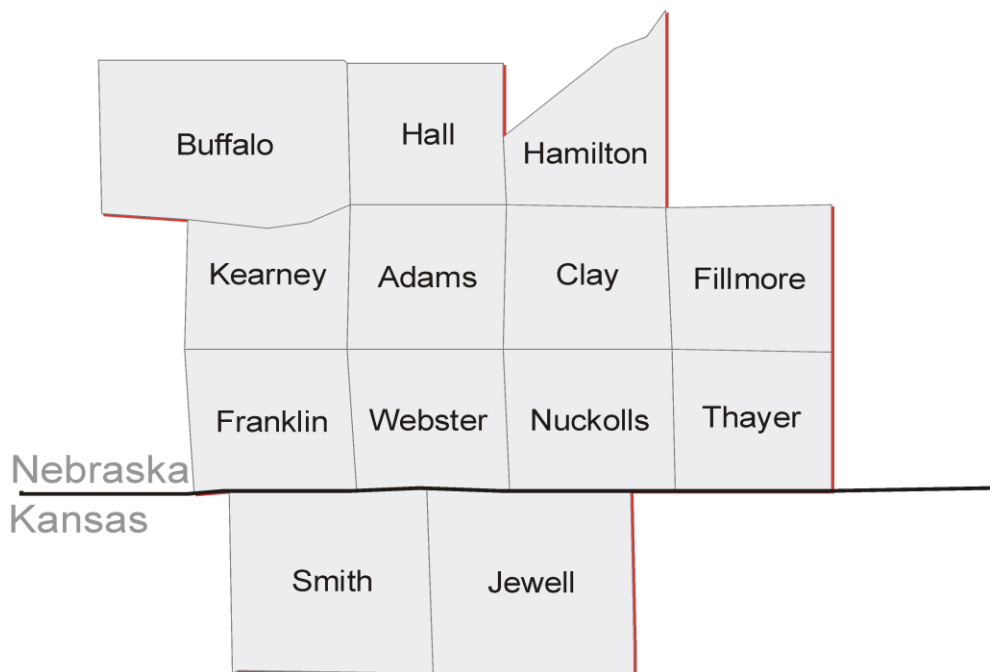 Buffalo
Hall
Hamilton
Kearney
Adams
Clay
Fillmore
Franklin
Webster
Nuckolls
Thayer
Nebraska
Kansas
Smith
Jewell